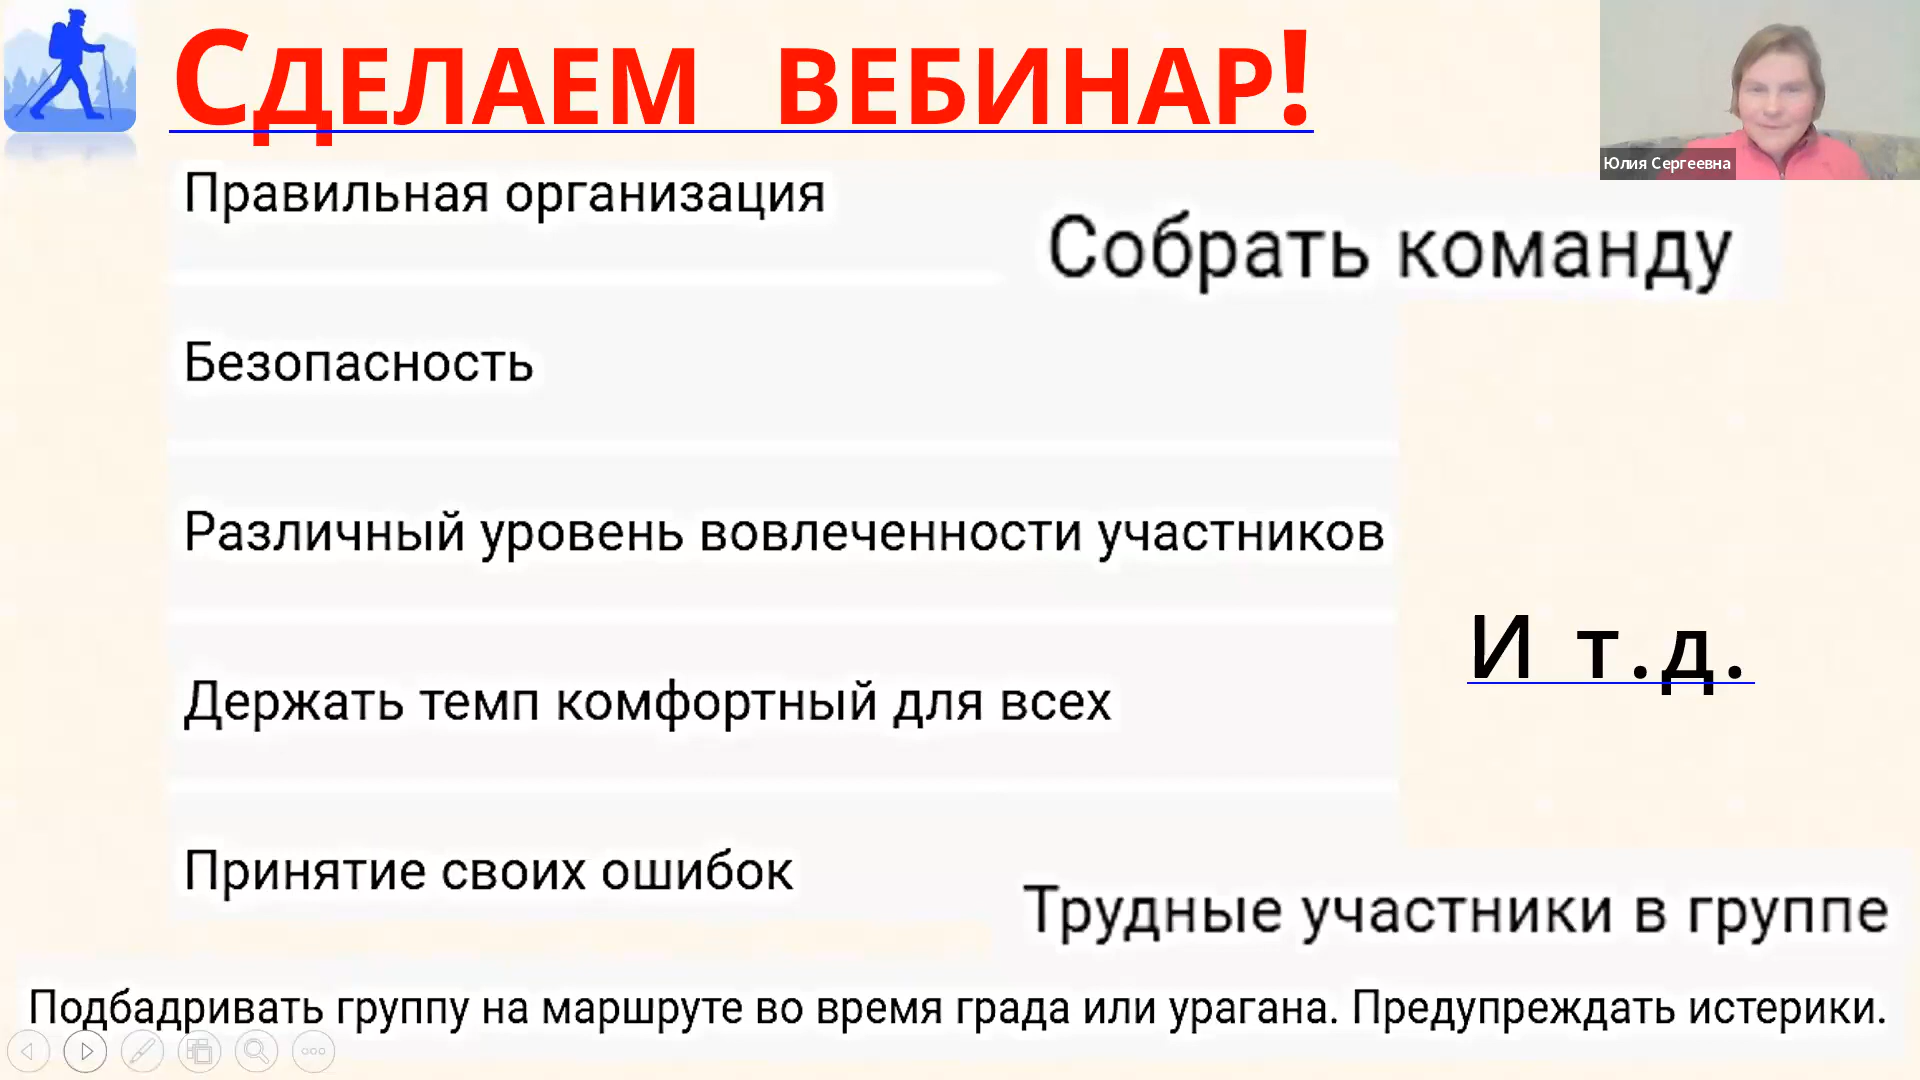 Сделаем вебинар!
Юлия Сергеевна
Правильная организация
Собрать команду
Безопасность
Различный уровень вовлеченности участников
И т.д.
Держать темп комфортный для всех
Принятие своих ошибок
Трудные участники в группе
Подбадривать группу на маршруте во время града или урагана. Предупреждать истерики.